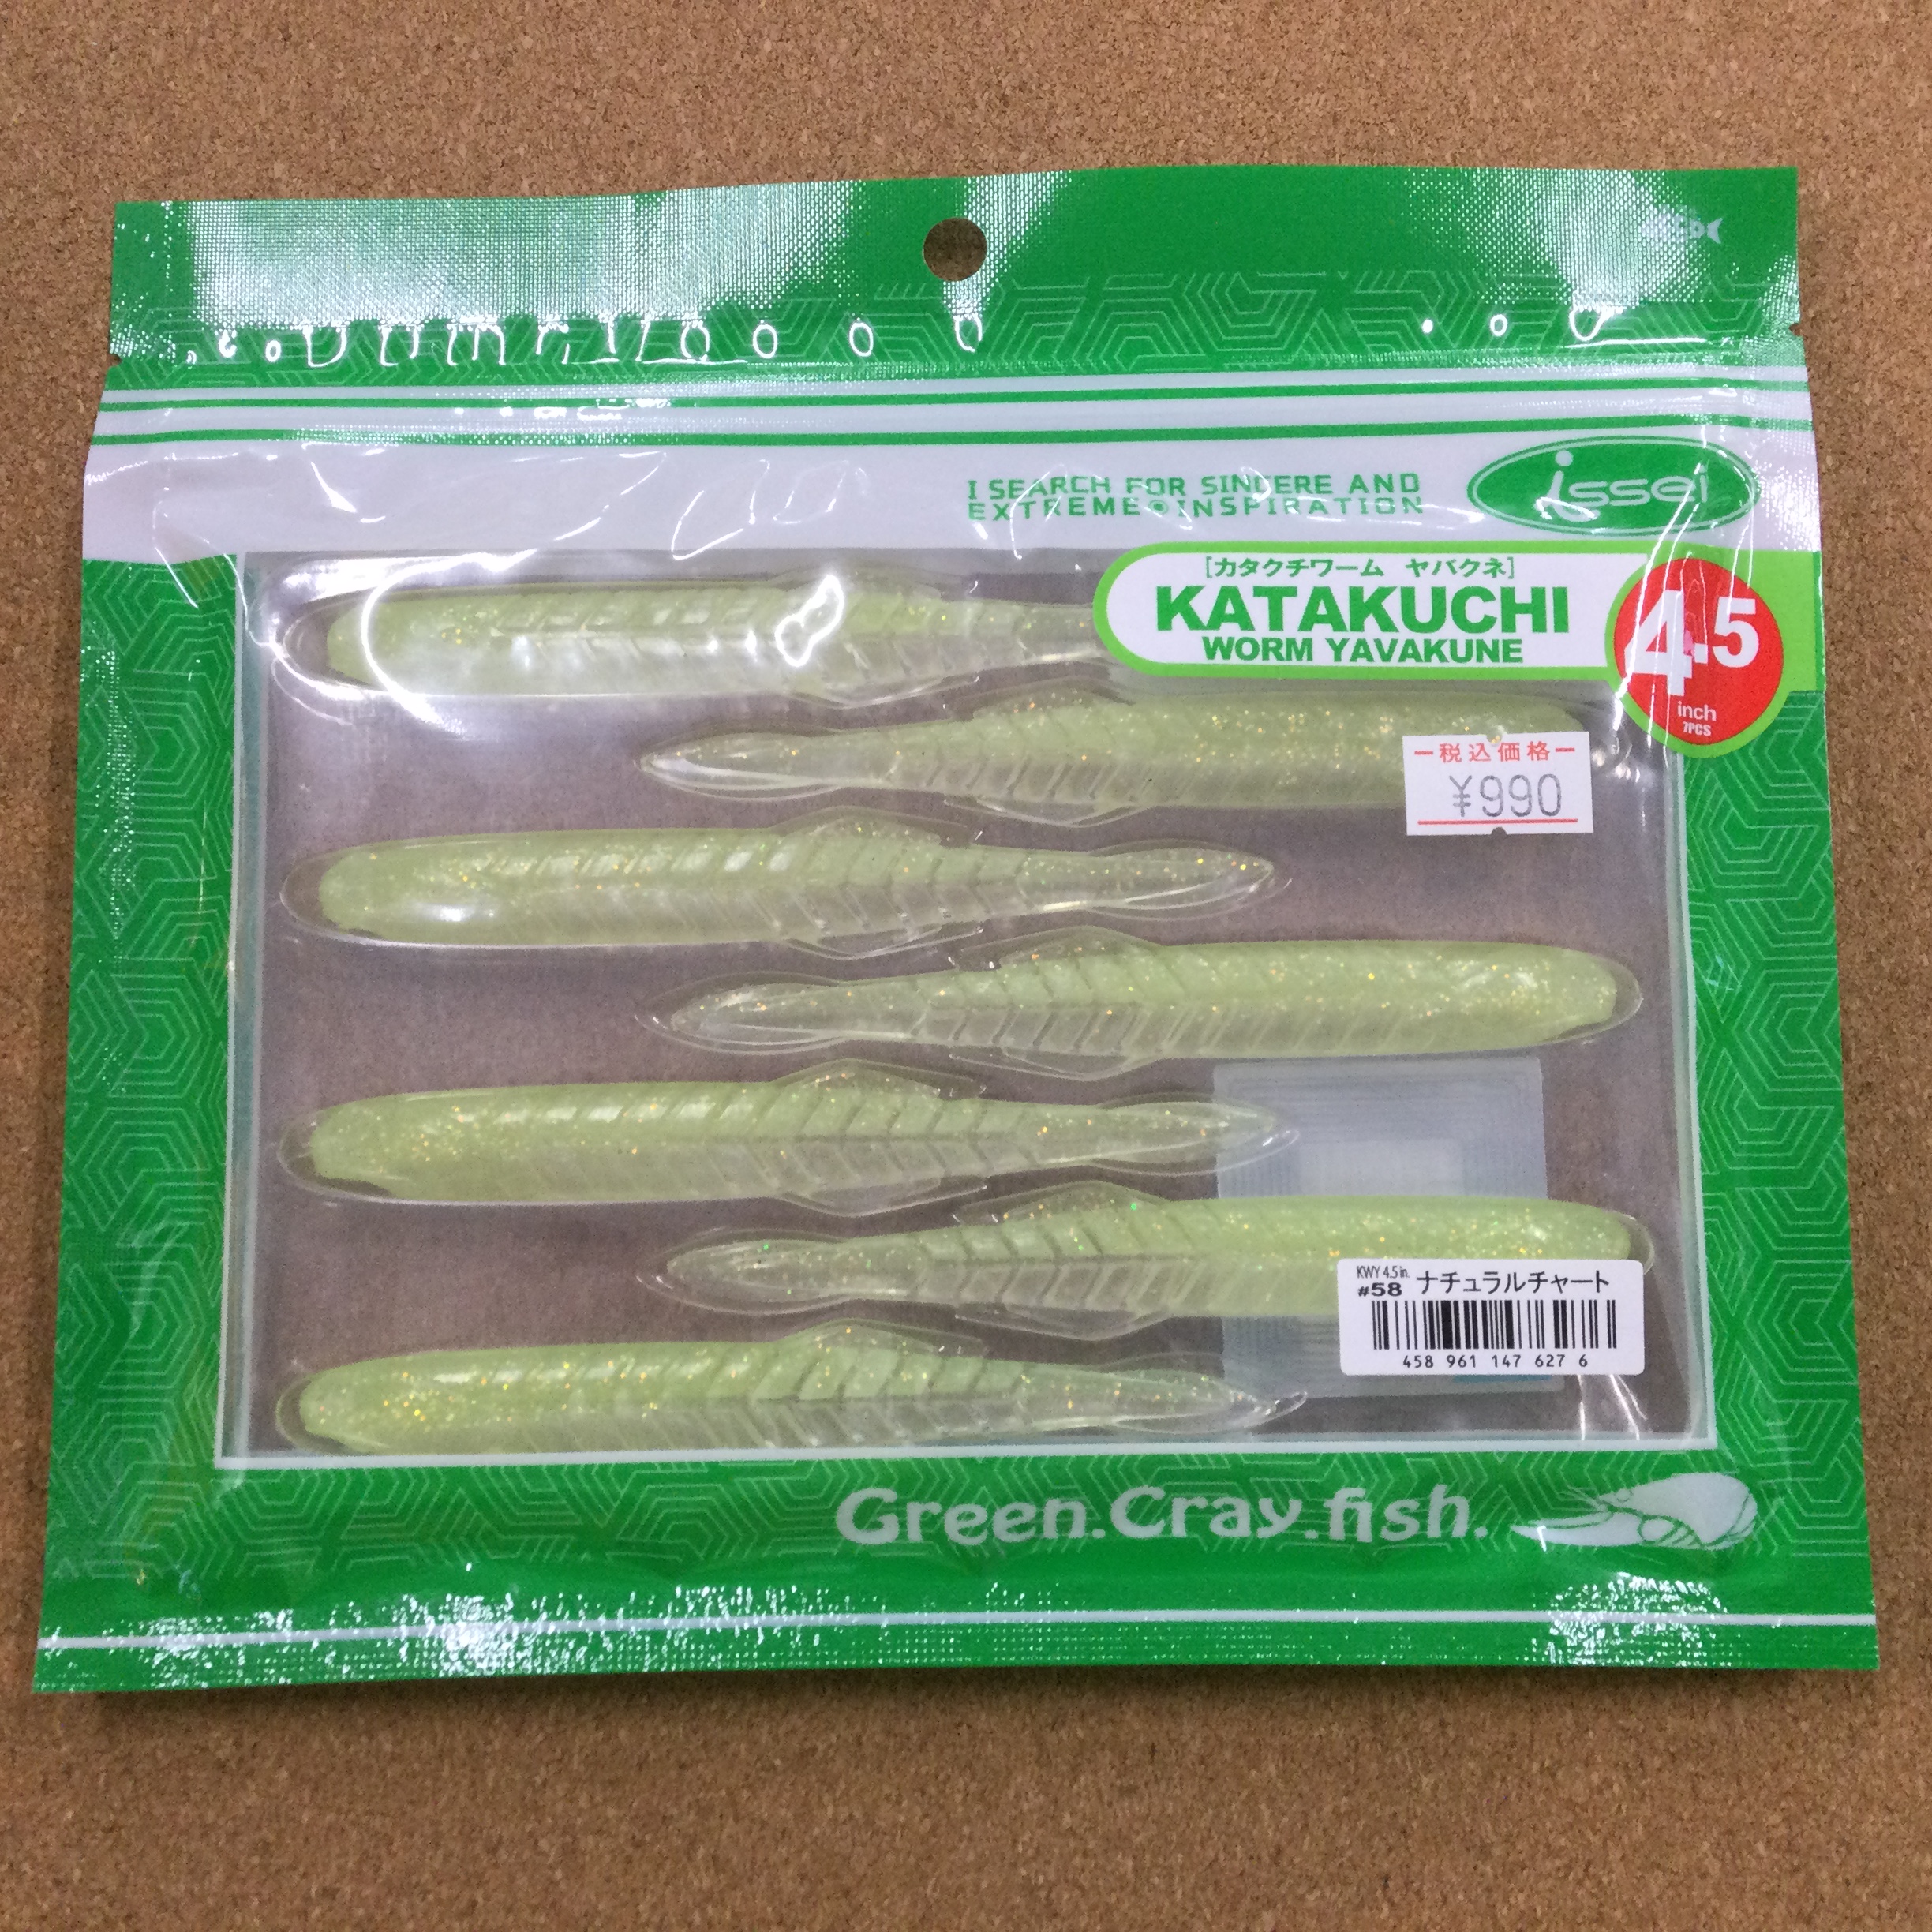 I SEARCH FOR SINCERE AND
EXTREME INSPIRATION
issei
[カタクチワーム ヤバクネ]
KATAKUCHI
WORM YAVAKUNE
4.5
inch
7PCS
税込価格
¥990
KWY 4.5in.
#58 ナチュラルチャート
458 961 147 627 6
Green.Cray.fish.